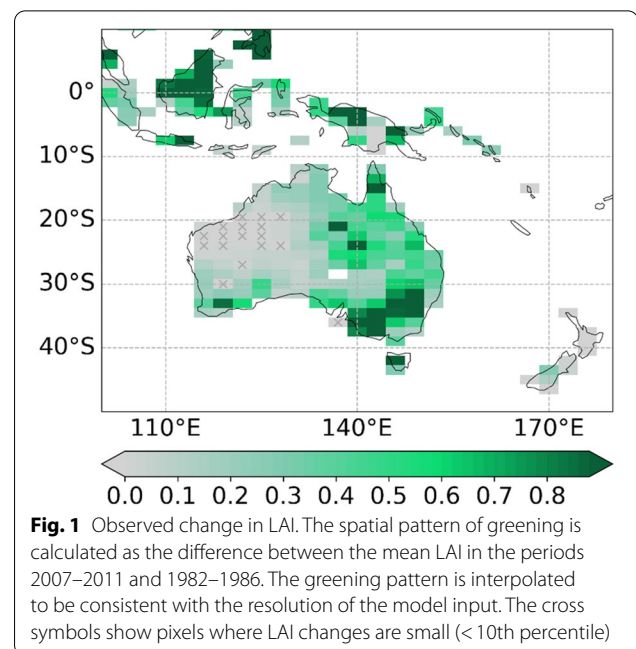 0°
10°S
20°S
30°S
40°S
110°E 140°E 170°E
0.0 0.1 0.2 0.3 0.4 0.5 0.6 0.7 0.8
Fig. 1 Observed change in LAI. The spatial pattern of greening is
calculated as the difference between the mean LAI in the periods
2007–2011 and 1982–1986. The greening pattern is interpolated
to be consistent with the resolution of the model input. The cross
symbols show pixels where LAI changes are small (< 10th percentile)